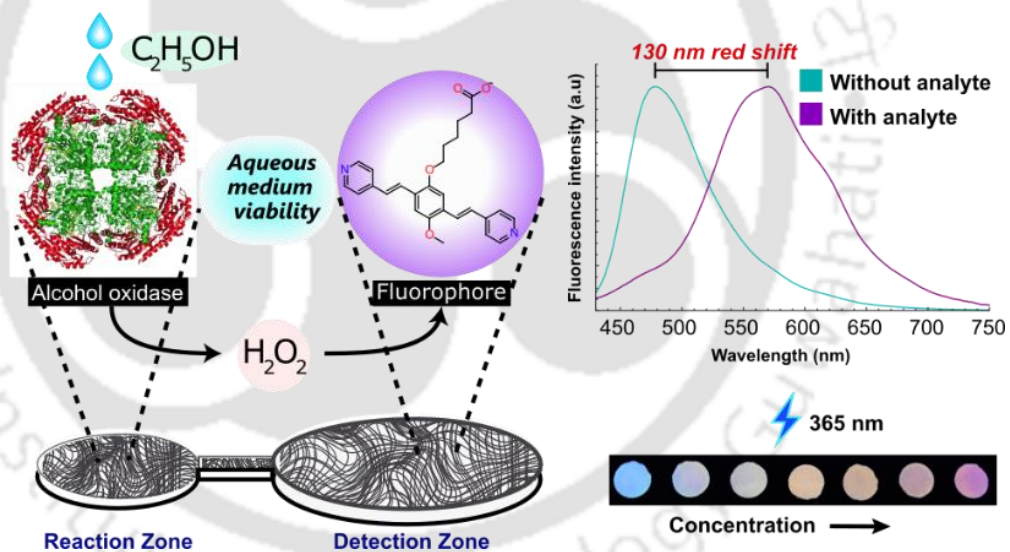 C2H5OH
Aqueous
medium
viability
Alcohol oxidase
Fluorophore
H2O2
Reaction Zone
Detection Zone
N
O
O
O
O
N
130 nm red shift
Without analyte
With analyte
Fluorescence intensity (a.u)
450 500 550 600 650 700 750
Wavelength (nm)
365 nm
Concentration